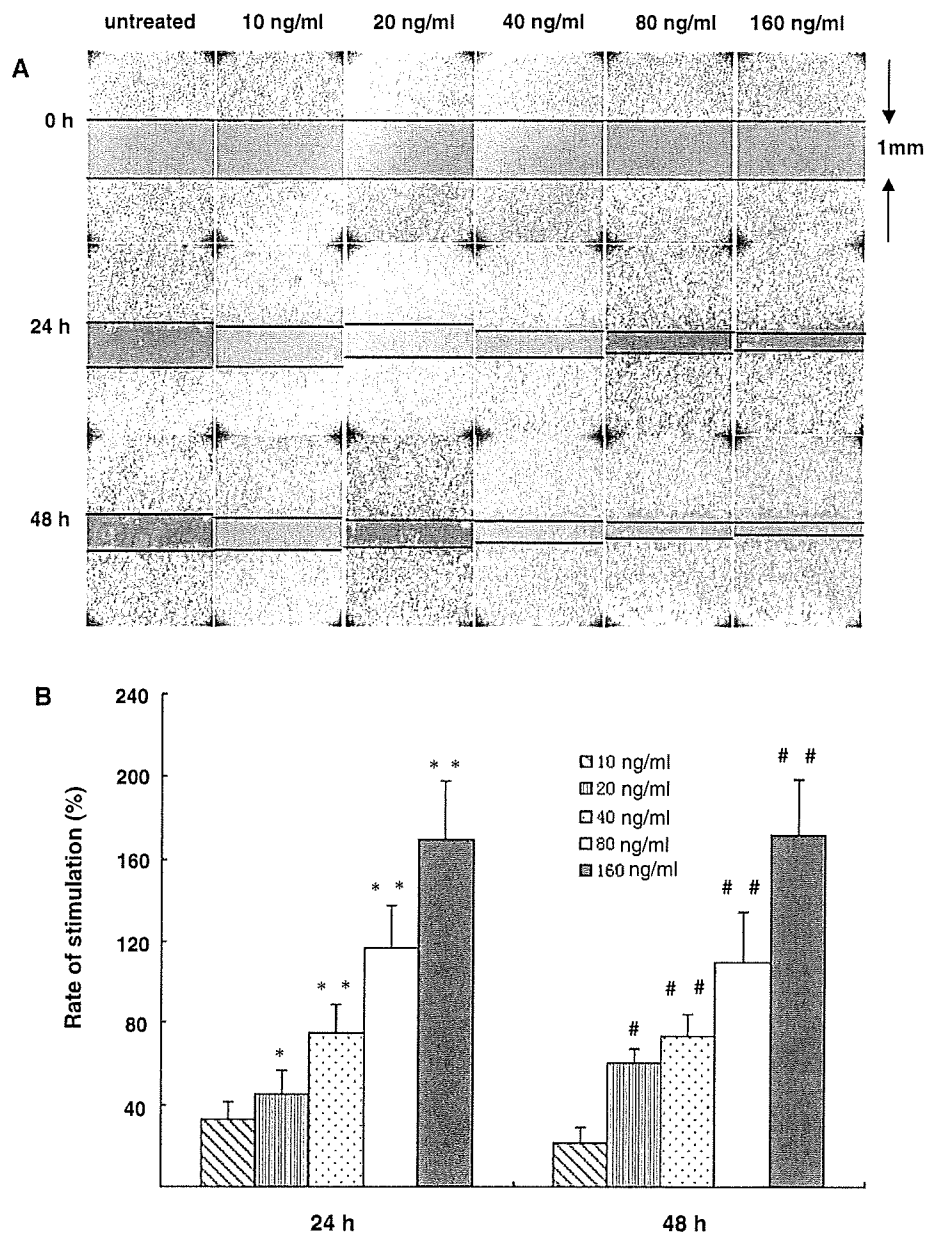 untreated 10 ng/ml 20 ng/ml 40 ng/ml 80 ng/ml 160 ng/ml
A
0 h
1mm
24 h
48 h
B
240
200
160
120
80
40
Rate of stimulation (%)
* * * * * * *
# # # # # # #
10 ng/ml
20 ng/ml
40 ng/ml
80 ng/ml
160 ng/ml
24 h 48 h